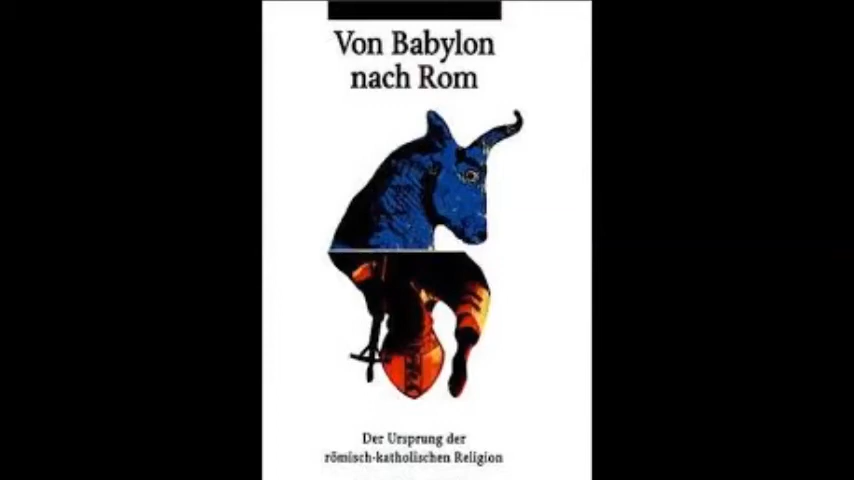 Von Babylon
nach Rom
Der Ursprung der
römisch-katholischen Religion